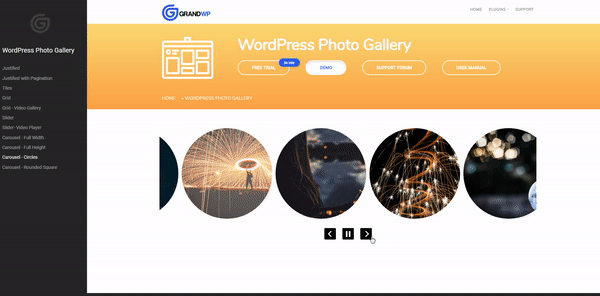 GRANDWP
HOME PLUGINS SUPPORT
WordPress Photo Gallery
WordPress Photo Gallery
FREE TRIAL DEMO SUPPORT FORUM USER MANUAL
HOME » WORDPRESS PHOTO GALLERY
Justified
Justified with Pagination
Tiles
Grid
Grid - Video Gallery
Slider
Slider- Video Player
Carousel - Full Width
Carousel - Full Height
Carousel - Circles
Carousel - Rounded Square